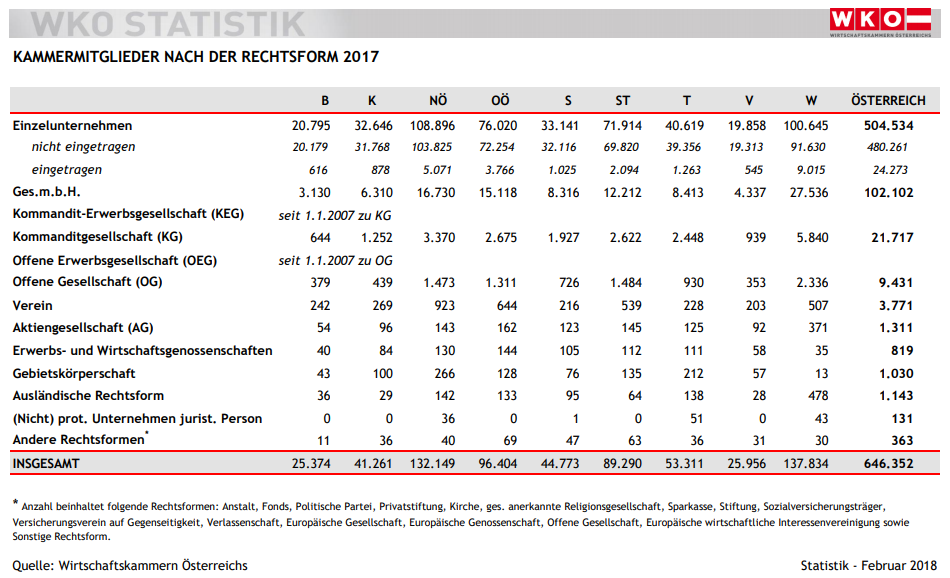 WKO STATISTIK
WKO
WIRTSCHAFTSKAMMERN ÖSTERREICHS
KAMMERMITGLIEDER NACH DER RECHTSFORM 2017
B K NÖ OÖ S ST T V W ÖSTERREICH
Einzelunternehmen 20.795 32.646 108.896 76.020 33.141 71.914 40.619 19.858 100.645 504.534
nicht eingetragen 20.179 31.768 103.825 72.254 32.116 69.820 39.356 19.313 91.630 480.261
eingetragen 616 878 5.071 3.766 1.025 2.094 1.263 545 9.015 24.273
Ges.m.b.H. 3.130 6.310 16.730 15.118 8.316 12.212 8.413 4.337 27.536 102.102
Kommandit-Erwerbsgesellschaft (KEG) seit 1.1.2007 zu KG
Kommanditgesellschaft (KG) 644 1.252 3.370 2.675 1.927 2.622 2.448 939 5.840 21.717
Offene Erwerbsgesellschaft (OEG) seit 1.1.2007 zu OG
Offene Gesellschaft (OG) 379 439 1.473 1.311 726 1.484 930 353 2.336 9.431
Verein 242 269 923 644 216 539 228 203 507 3.771
Aktiengesellschaft (AG) 54 96 143 162 123 145 125 92 371 1.311
Erwerbs- und Wirtschaftsgenossenschaften 40 84 130 144 105 112 111 58 35 819
Gebietskörperschaft 43 100 266 128 76 135 212 57 13 1.030
Ausländische Rechtsform 36 29 142 133 95 64 138 28 478 1.143
(Nicht) prot. Unternehmen jurist. Person 0 0 36 0 1 0 51 0 43 131
Andere Rechtsformen* 11 36 40 69 47 63 36 31 30 363
INSGESAMT 25.374 41.261 132.149 96.404 44.773 89.290 53.311 25.956 137.834 646.352
* Anzahl beinhaltet folgende Rechtsformen: Anstalt, Fonds, Politische Partei, Privatstiftung, Kirche, ges. anerkannte Religionsgesellschaft, Sparkasse, Stiftung, Sozialversicherungsträger,
Versicherungsverein auf Gegenseitigkeit, Verlassenschaft, Europäische Gesellschaft, Europäische Genossenschaft, Offene Gesellschaft, Europäische wirtschaftliche Interessenvereinigung sowie
Sonstige Rechtsform.
Quelle: Wirtschaftskammern Österreichs Statistik - Februar 2018